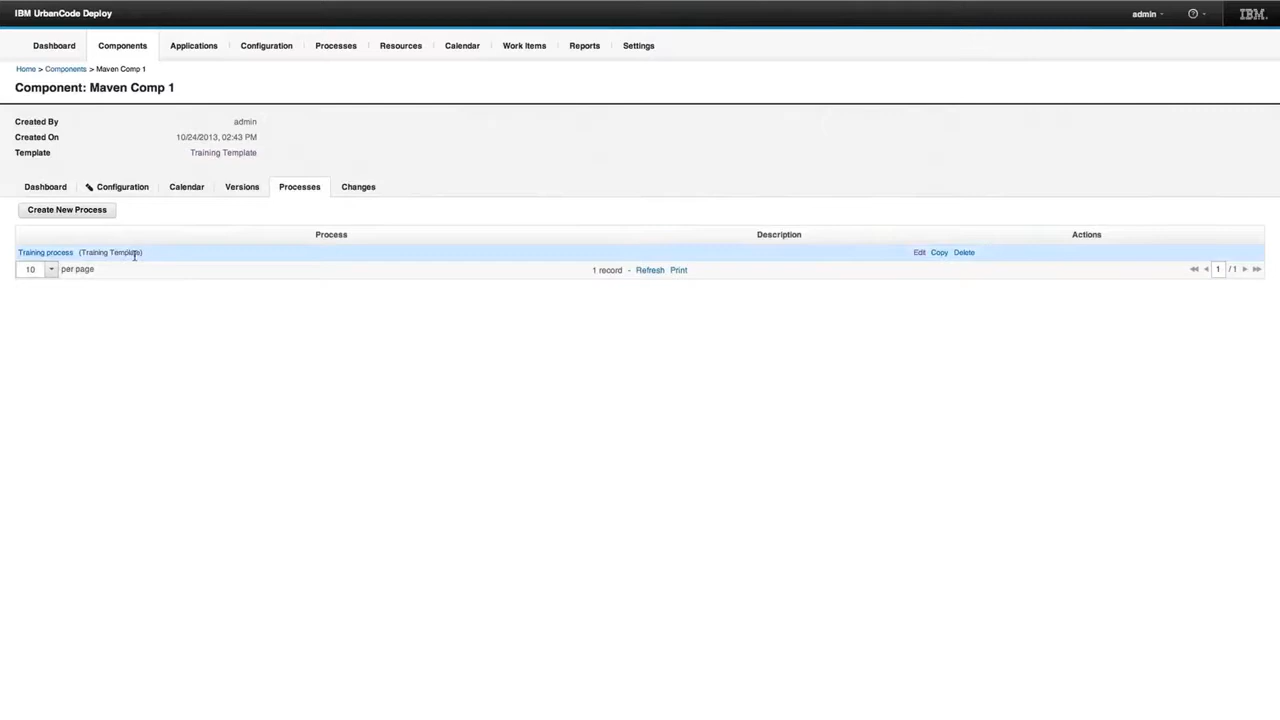 IBM UrbanCode Deploy
admin
IBM.
Dashboard Components Applications Configuration Processes Resources Calendar Work Items Reports Settings
Home > Components > Maven Comp 1
Component: Maven Comp 1
Created By admin
Created On 10/24/2013, 02:43 PM
Template Training Template
Dashboard Configuration Calendar Versions Processes Changes
Create New Process
Process Description Actions
Training process (Training Template) Edit Copy Delete
10 per page 1 record - Refresh Print 1 / 1